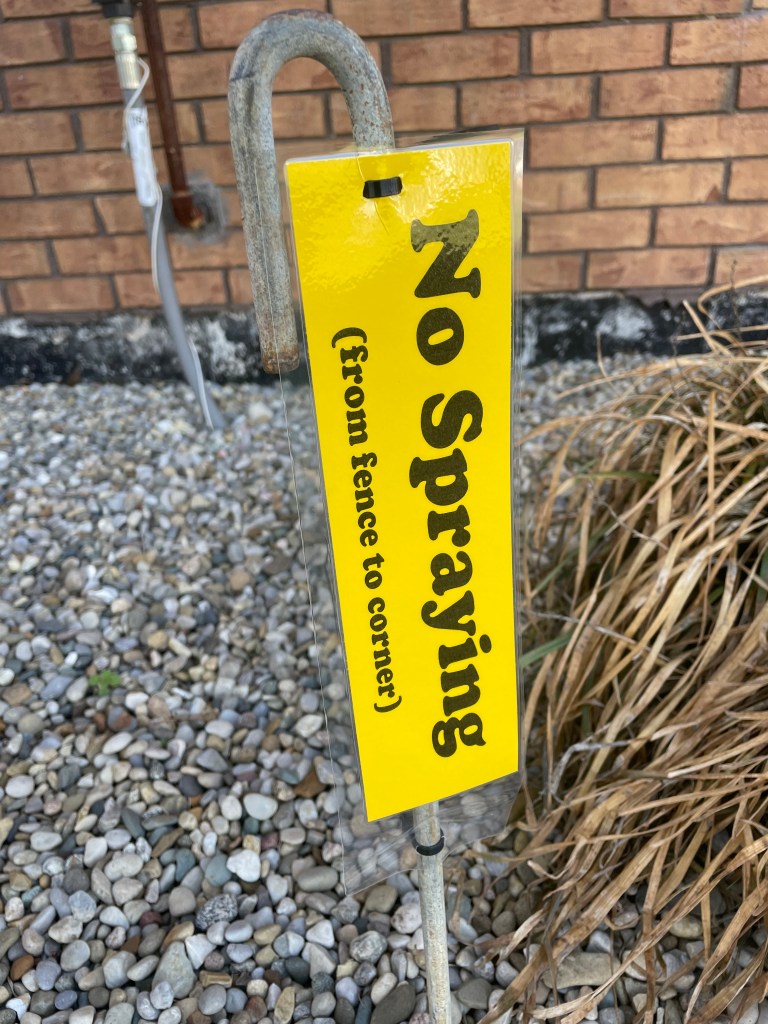 No Spraying
(from fence to corner)